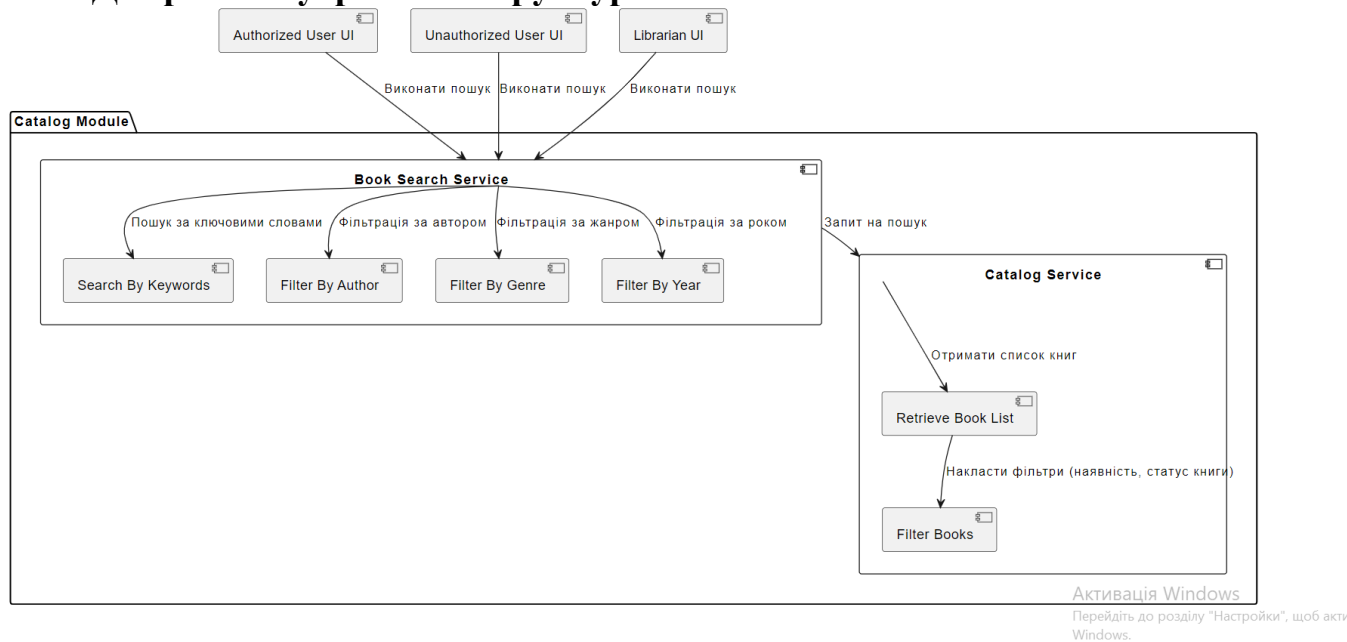 Authorized User UI
Unauthorized User UI
Librarian UI
Виконати пошук
Виконати пошук
Виконати пошук
Catalog Module
Book Search Service
Пошук за ключовими словами
Фільтрація за автором
Фільтрація за жанром
Фільтрація за роком
Запит на пошук
Search By Keywords
Filter By Author
Filter By Genre
Filter By Year
Catalog Service
Отримати список книг
Retrieve Book List
Накласти фільтри (наявність, статус книги)
Filter Books
Активація Windows
Перейдіть до розділу "Настройки", щоб акти
Windows.